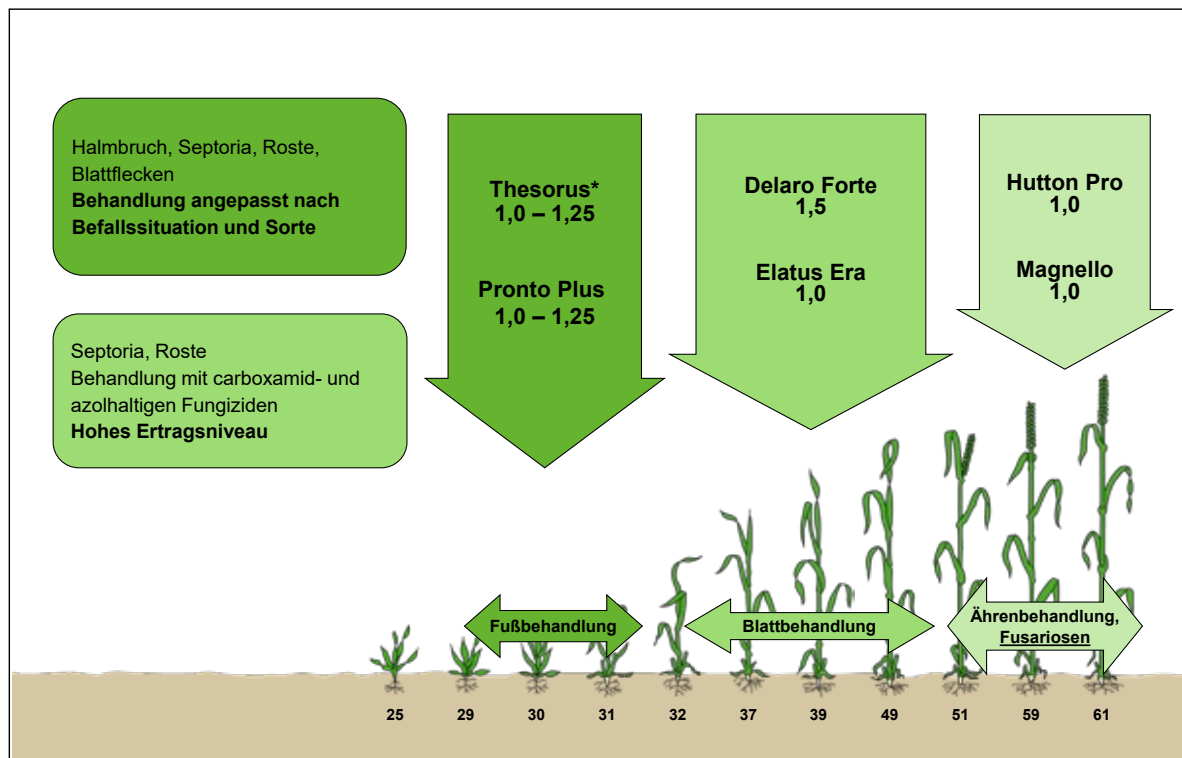 Halmbruch, Septoria, Roste,
Blattflecken
Behandlung angepasst nach
Befallssituation und Sorte
Septoria, Roste
Behandlung mit carboxamid- und
azolhaltigen Fungiziden
Hohes Ertragsniveau
Thesorus*
1,0 – 1,25
Pronto Plus
1,0 – 1,25
Delaro Forte
1,5
Elatus Era
1,0
Hutton Pro
1,0
Magnello
1,0
Fußbehandlung
Blattbehandlung
Ährenbehandlung,
Fusariosen
25 29 30 31 32 37 39 49 51 59 61